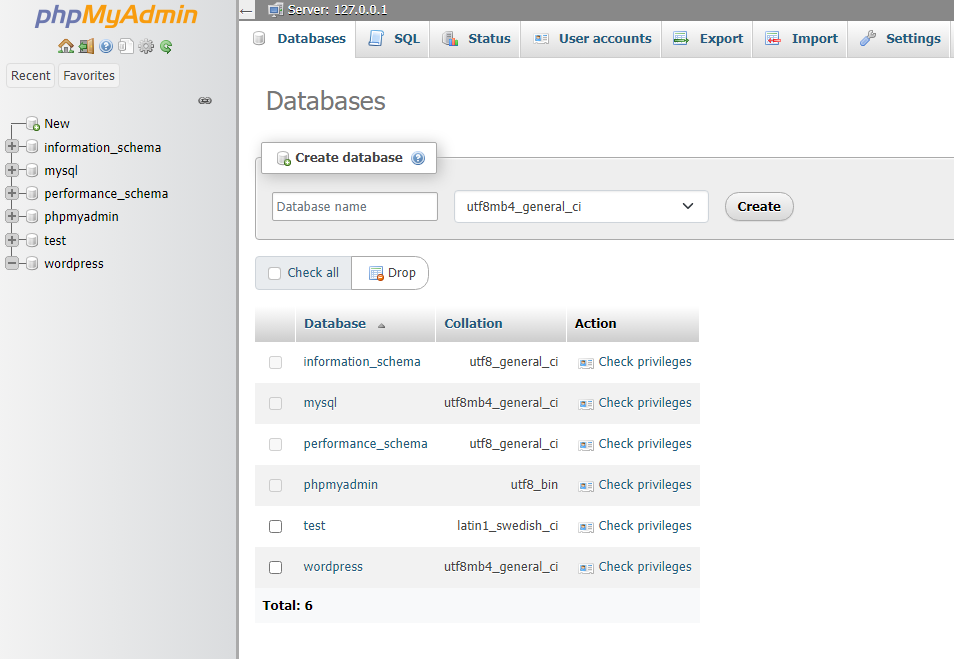 phpMyAdmin
Recent Favorites
New
information_schema
mysql
performance_schema
phpmyadmin
test
wordpress
Server: 127.0.0.1
Databases SQL Status User accounts Export Import Settings
Databases
Create database
Database name utf8mb4_general_ci Create
Check all Drop
Database Collation Action
information_schema utf8_general_ci Check privileges
mysql utf8mb4_general_ci Check privileges
performance_schema utf8_general_ci Check privileges
phpmyadmin utf8_bin Check privileges
test latin1_swedish_ci Check privileges
wordpress utf8mb4_general_ci Check privileges
Total: 6